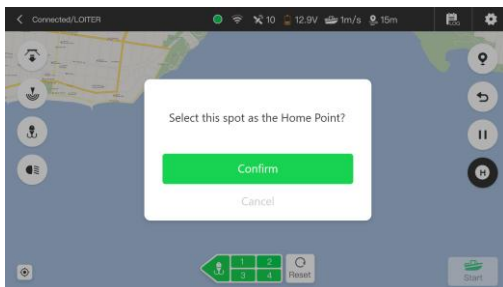 Connected/LOITER
10
12.9V
1m/s
15m
LOG
Select this spot as the Home Point?
Confirm
Cancel
H
1 2
3 4
Reset
Start